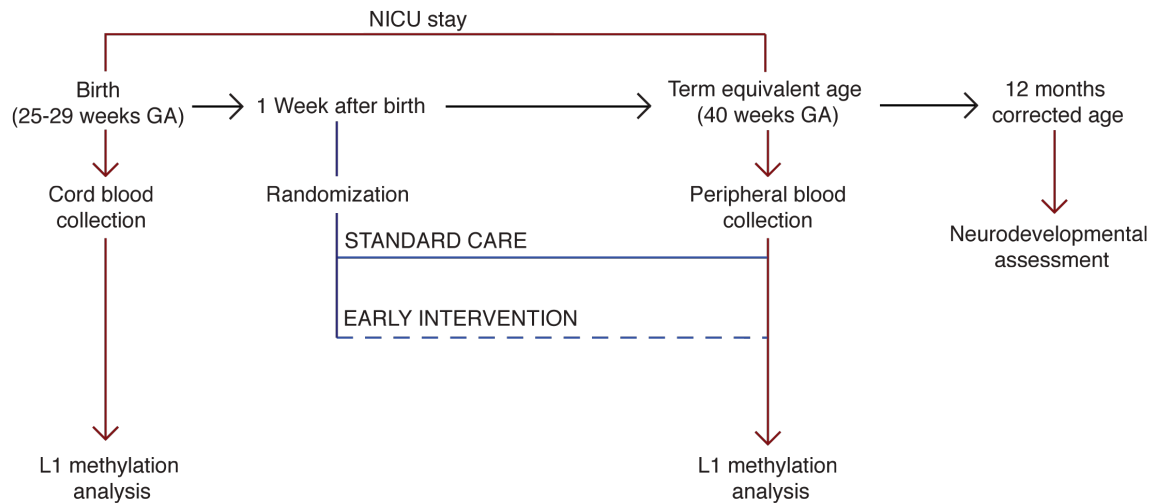 NICU stay
Birth
(25-29 weeks GA)
1 Week after birth
Term equivalent age
(40 weeks GA)
12 months
corrected age
Cord blood
collection
Randomization
Peripheral blood
collection
Neurodevelopmental
assessment
STANDARD CARE
EARLY INTERVENTION
L1 methylation
analysis
L1 methylation
analysis